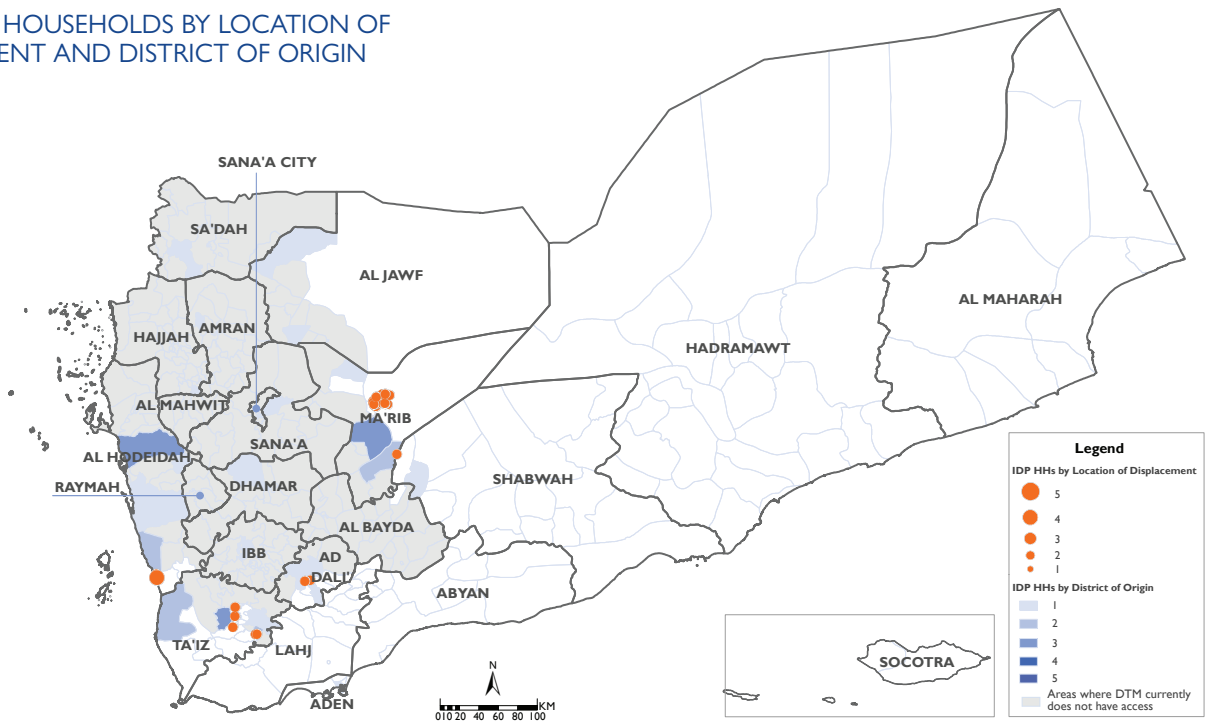 HOUSEHOLDS BY LOCATION OF
ENT AND DISTRICT OF ORIGIN
SANA'A CITY
SA'DAH
AL JAWF
AL MAHARAH
HAJJAH
AMRAN
HADRAMAWT
AL MAHWIT
MA'RIB
SANA'A
AL HODEIDAH
RAYMAH
DHAMAR
SHABWAH
AL BAYDA
IBB
AD
DALI'
ABYAN
TA'IZ
LAHJ
ADEN
SOCOTRA
N
KM
0 10 20 40 60 80 100
Legend
IDP HHs by Location of Displacement
5
4
3
2
1
IDP HHs by District of Origin
1
2
3
4
5
Areas where DTM currently
does not have access